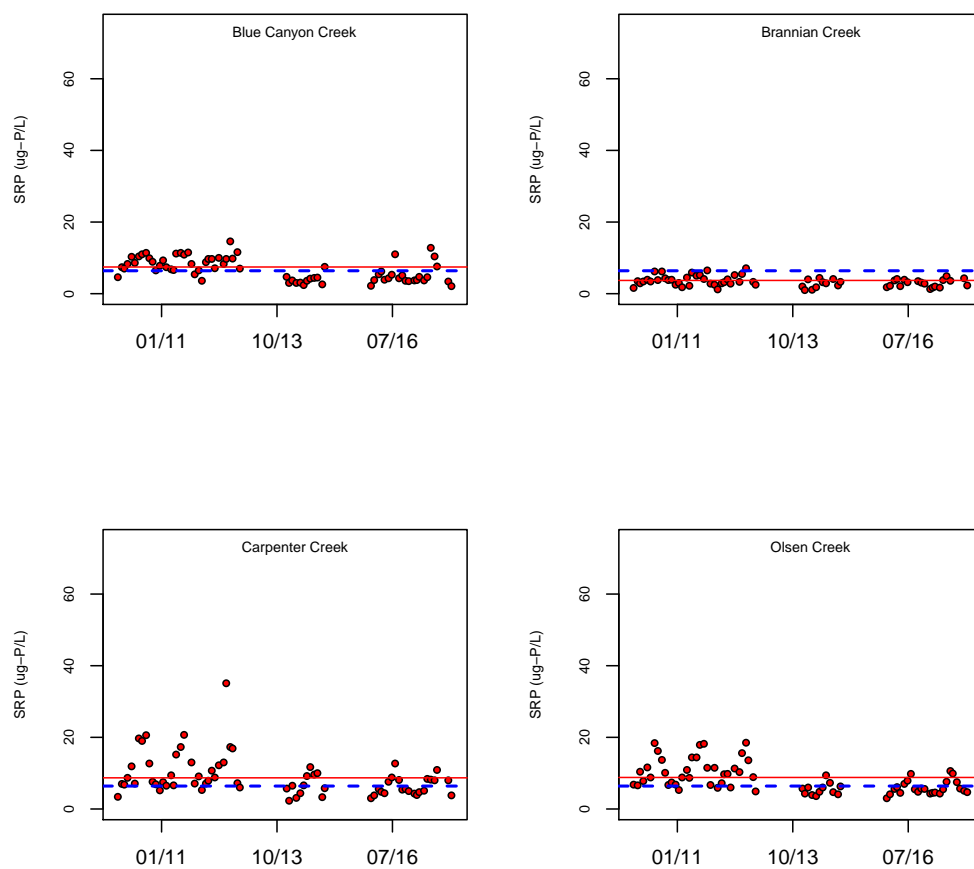 Blue Canyon Creek
SRP (ug−P/L)
60
40
20
0
01/11 10/13 07/16
Brannian Creek
SRP (ug−P/L)
60
40
20
0
01/11 10/13 07/16
Carpenter Creek
SRP (ug−P/L)
60
40
20
0
01/11 10/13 07/16
Olsen Creek
SRP (ug−P/L)
60
40
20
0
01/11 10/13 07/16